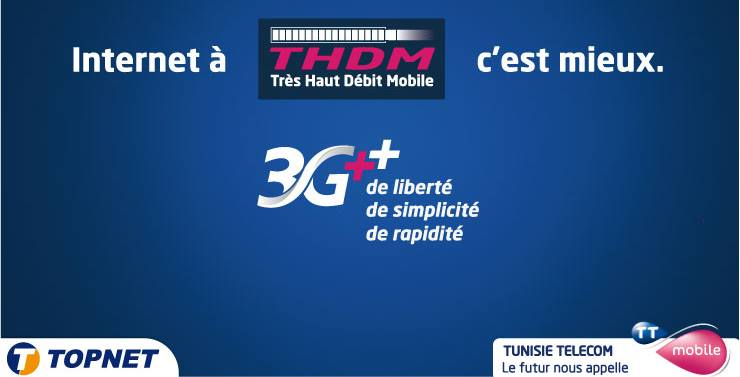 Internet à THDM c'est mieux.
Très Haut Débit Mobile
3G++
de liberté
de simplicité
de rapidité
T TOPNET
TUNISIE TELECOM
Le futur nous appelle
TT mobile